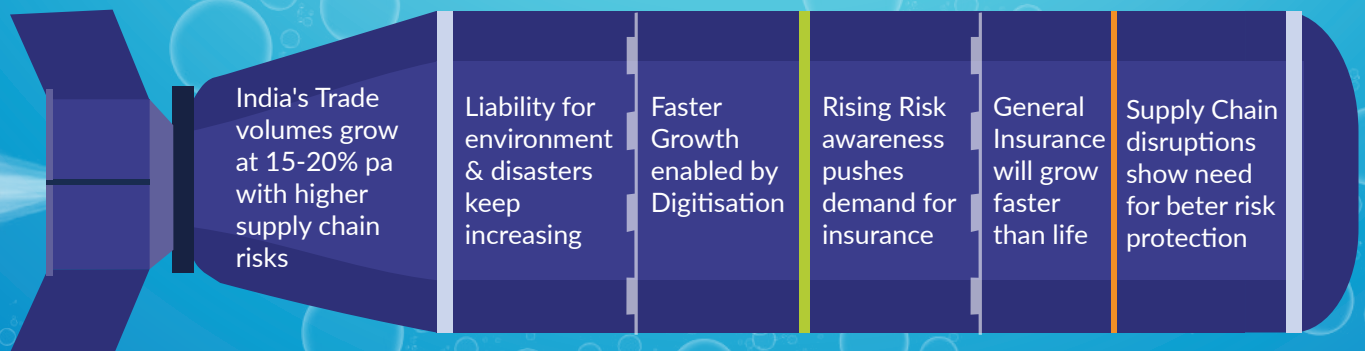 India's Trade
volumes grow
at 15-20% pa
with higher
supply chain
risks
Liability for
environment
& disasters
keep
increasing
Faster
Growth
enabled by
Digitisation
Rising Risk
awareness
pushes
demand for
insurance
General
Insurance
will grow
faster
than life
Supply Chain
disruptions
show need
for beter risk
protection